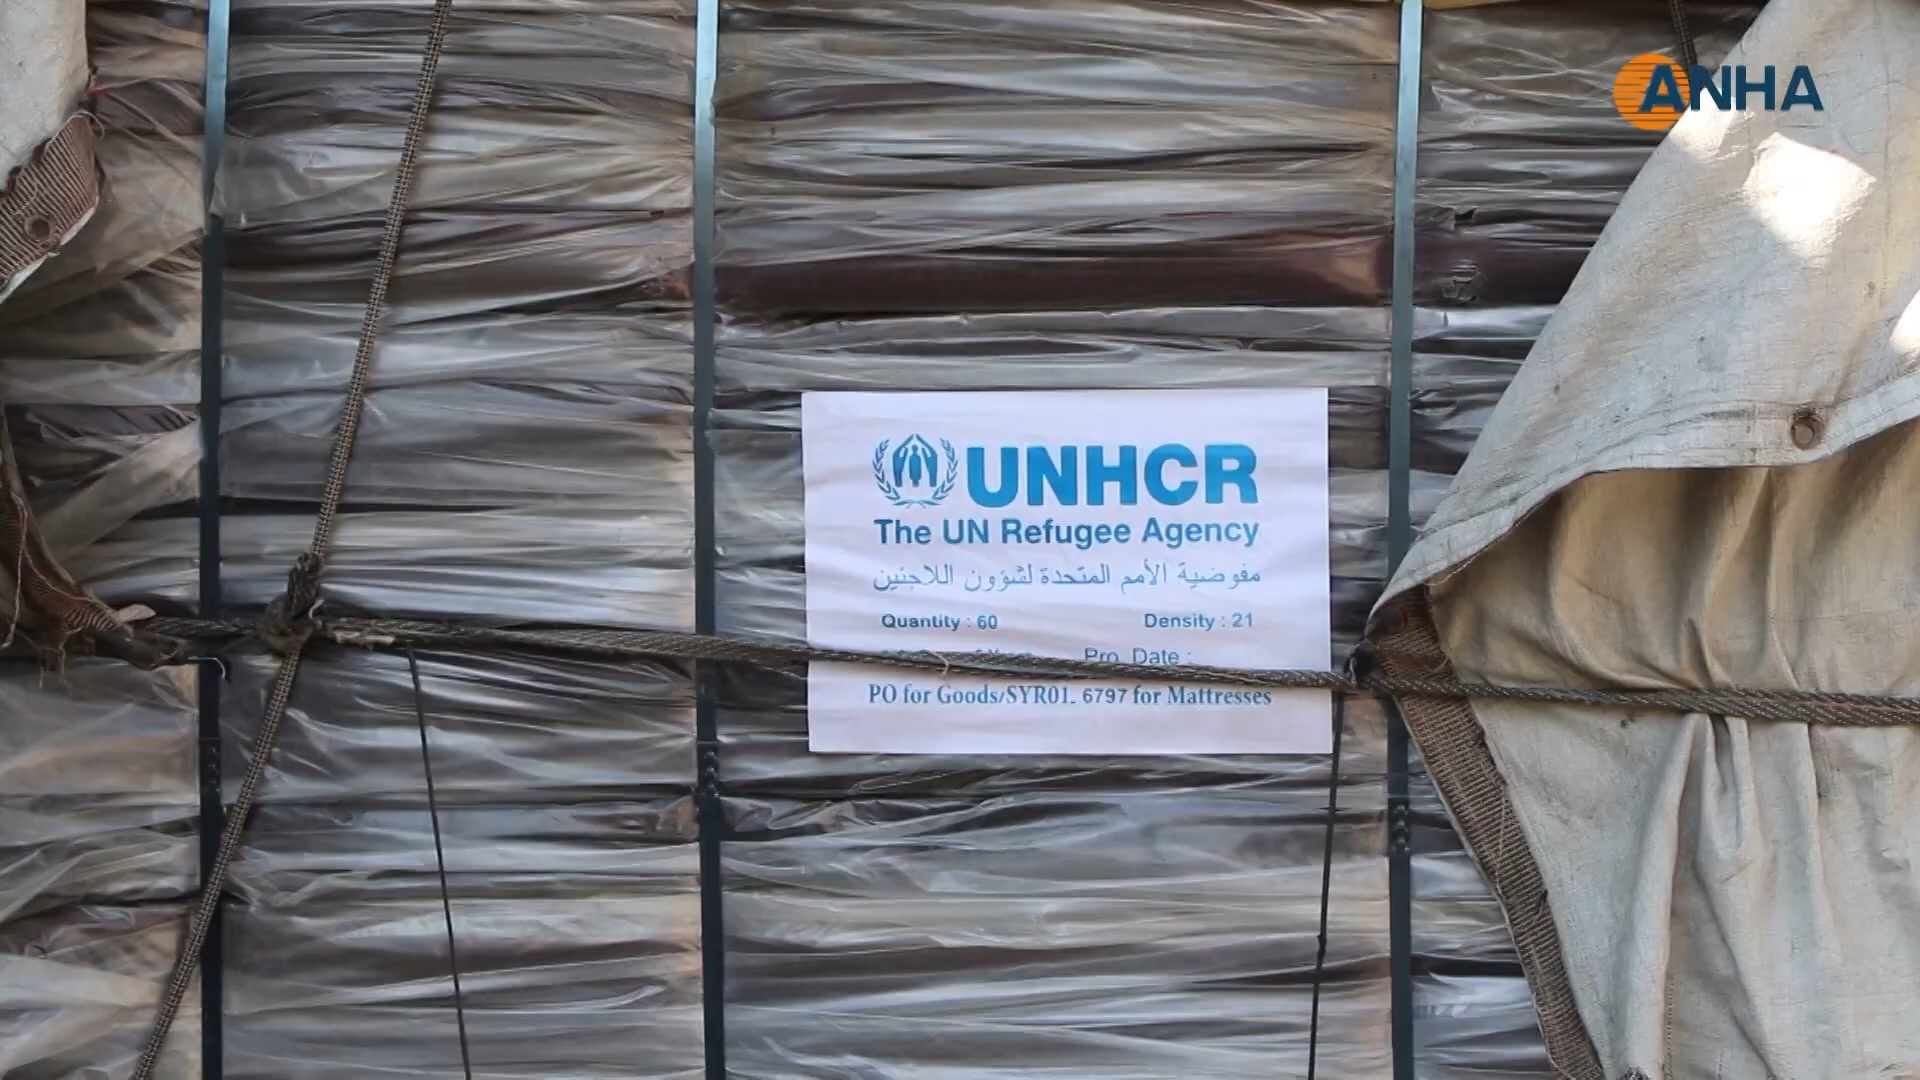 ANHA
UNHCR
The UN Refugee Agency
مفوضية الأمم المتحدة لشؤون اللاجئين
Quantity : 60 Density : 21
Pro. Date :
PO for Goods/SYR01. 6797 for Mattresses